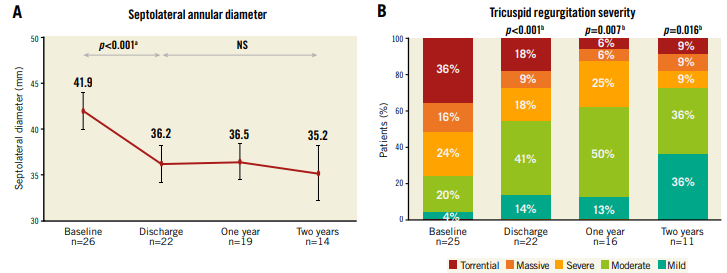 A
Septolateral annular diameter
p<0.001ª
NS
Septolateral diameter (mm)
50
45
40
35
30
41.9
36.2
36.5
35.2
Baseline
n=26
Discharge
n=22
One year
n=19
Two years
n=14
B
Tricuspid regurgitation severity
p<0.001ᵇ
p=0.007ᵇ
p=0.016ᵇ
Patients (%)
100
80
60
40
20
0
36%
16%
24%
20%
4%
18%
9%
18%
41%
14%
6%
6%
25%
50%
13%
9%
9%
9%
36%
36%
Baseline
n=25
Discharge
n=22
One year
n=16
Two years
n=11
Torrential Massive Severe Moderate Mild